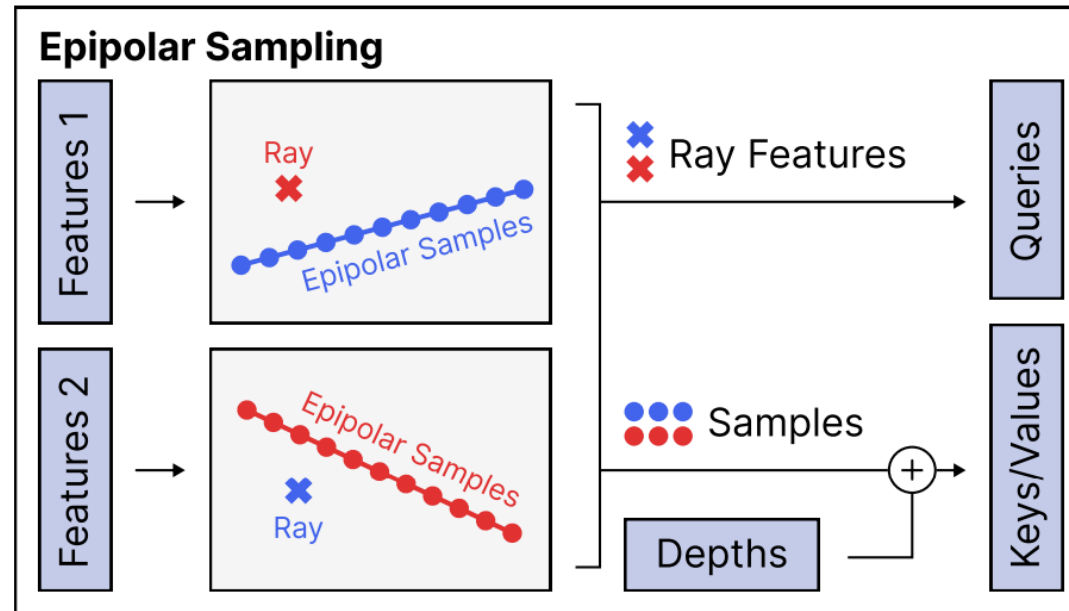 Epipolar Sampling
Features 1
Ray
Epipolar Samples
Ray Features
Queries
Features 2
Epipolar Samples
Ray
Samples
Depths
Keys/Values